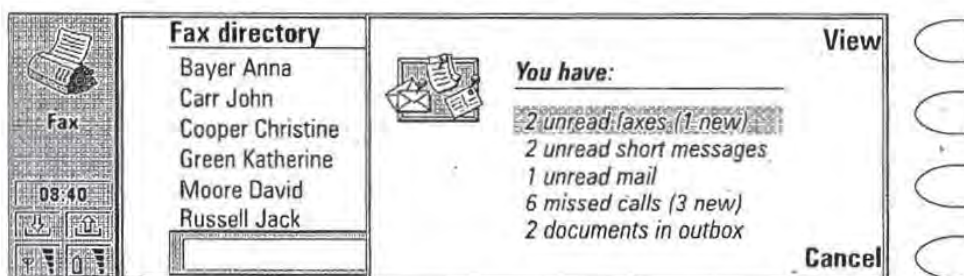 Fax
08:40
Fax directory
Bayer Anna
Carr John
Cooper Christine
Green Katherine
Moore David
Russell Jack
View
You have:
2 unread faxes (1 new)
2 unread short messages
1 unread mail
6 missed calls (3 new)
2 documents in outbox
Cancel